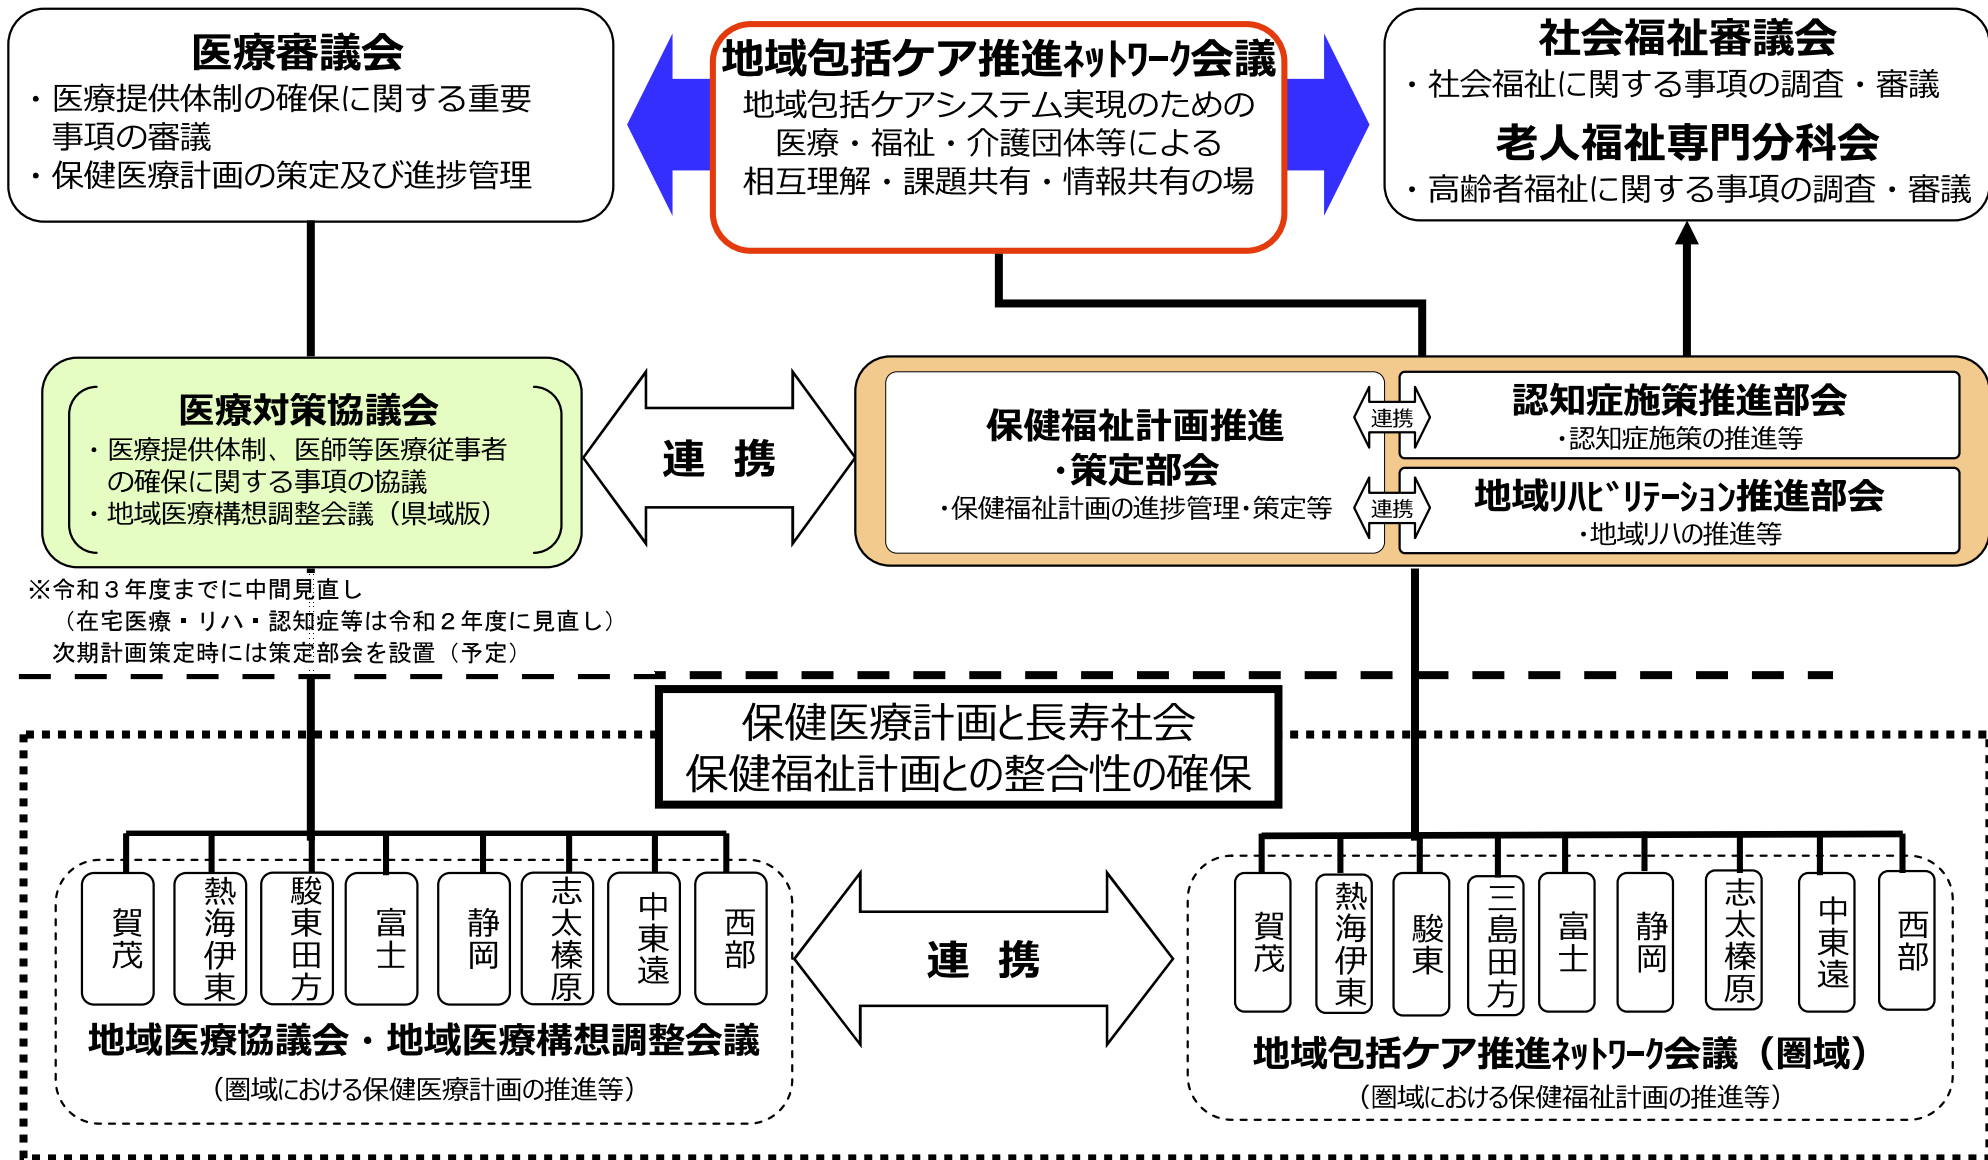 医療審議会
・医療提供体制の確保に関する重要
事項の審議
・保健医療計画の策定及び進捗管理
地域包括ケア推進ﾈｯﾄﾜｰｸ会議
地域包括ケアシステム実現のための
医療・福祉・介護団体等による
相互理解・課題共有・情報共有の場
社会福祉審議会
・社会福祉に関する事項の調査・審議
老人福祉専門分科会
・高齢者福祉に関する事項の調査・審議
医療対策協議会
・医療提供体制、医師等医療従事者
の確保に関する事項の協議
・地域医療構想調整会議（県域版）
連 携
保健福祉計画推進
・策定部会
・保健福祉計画の進捗管理・策定等
連携
認知症施策推進部会
・認知症施策の推進等
連携
地域ﾘﾊﾋﾞﾘﾃｰｼｮﾝ推進部会
・地域リハの推進等
※令和３年度までに中間見直し
（在宅医療・リハ・認知症等は令和２年度に見直し）
次期計画策定時には策定部会を設置（予定）
保健医療計画と長寿社会
保健福祉計画との整合性の確保
賀茂
熱海伊東
駿東田方
富士
静岡
志太榛原
中東遠
西部
地域医療協議会・地域医療構想調整会議
（圏域における保健医療計画の推進等）
連 携
賀茂
熱海伊東
駿東
三島田方
富士
静岡
志太榛原
中東遠
西部
地域包括ケア推進ﾈｯﾄﾜｰｸ会議（圏域）
（圏域における保健福祉計画の推進等）